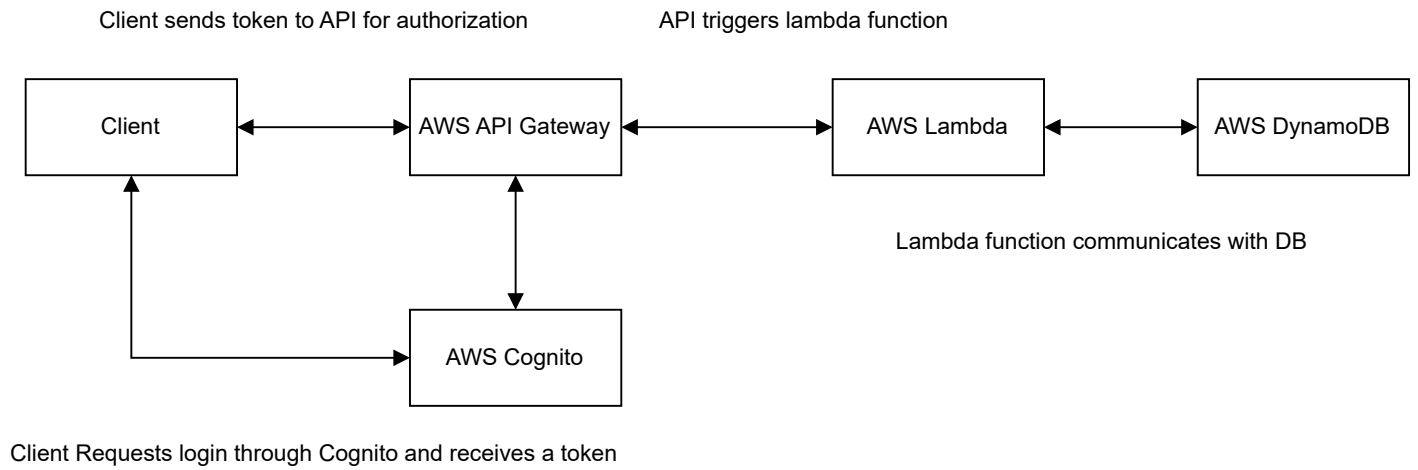 Client sends token to API for authorization
API triggers lambda function
Client
AWS API Gateway
AWS Lambda
AWS DynamoDB
Lambda function communicates with DB
AWS Cognito
Client Requests login through Cognito and receives a token